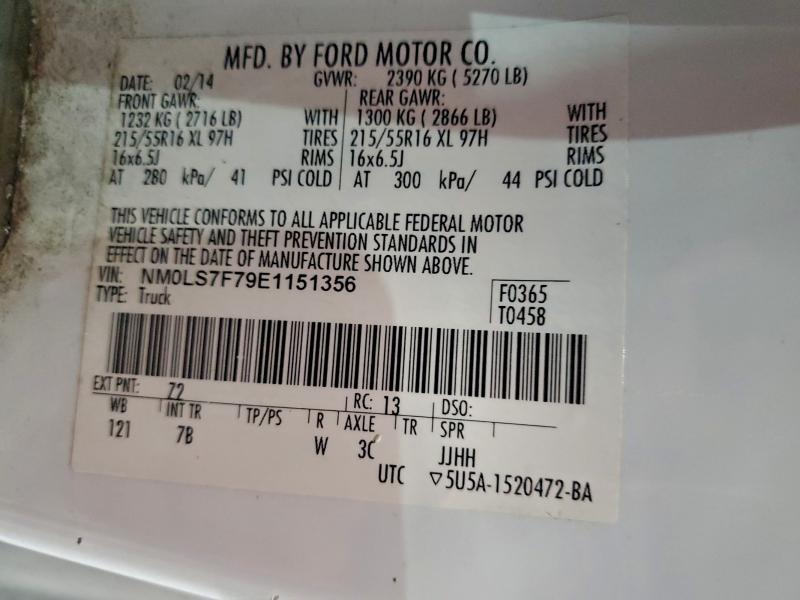 MFD. BY FORD MOTOR CO.
DATE: 02/14 GVWR: 2390 KG ( 5270 LB)
FRONT GAWR: REAR GAWR:
1232 KG ( 2716 LB) WITH 1300 KG ( 2866 LB) WITH
215/55R16 XL 97H TIRES 215/55R16 XL 97H TIRES
16x6.5J RIMS 16x6.5J RIMS
AT 280 kPa/ 41 PSI COLD AT 300 kPa/ 44 PSI COLD
THIS VEHICLE CONFORMS TO ALL APPLICABLE FEDERAL MOTOR
VEHICLE SAFETY AND THEFT PREVENTION STANDARDS IN
EFFECT ON THE DATE OF MANUFACTURE SHOWN ABOVE.
VIN: NM0LS7F79E1151356
TYPE: Truck
F0365
T0458
EXT PNT: Z2 RC: 13 DSO:
WB INT TR TP/PS R AXLE TR SPR
121 7B W 3C JJHH
UTC ▽5U5A-1520472-BA